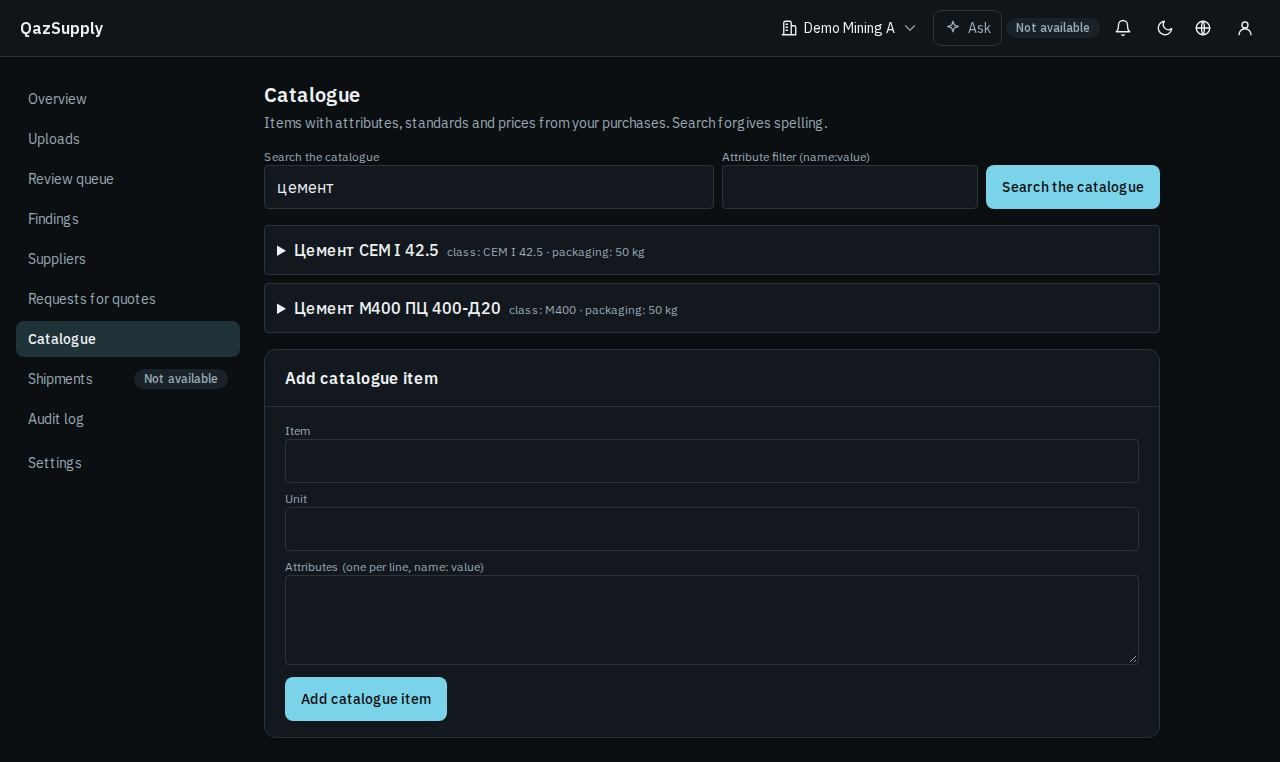 QazSupply
Demo Mining A
Ask
Not available
Overview
Uploads
Review queue
Findings
Suppliers
Requests for quotes
Catalogue
Shipments
Not available
Audit log
Settings
Catalogue
Items with attributes, standards and prices from your purchases. Search forgives spelling.
Search the catalogue
Attribute filter (name:value)
цемент
Search the catalogue
Цемент CEM I 42.5 class: CEM I 42.5 · packaging: 50 kg
Цемент М400 ПЦ 400-Д20 class: М400 · packaging: 50 kg
Add catalogue item
Item
Unit
Attributes (one per line, name: value)
Add catalogue item